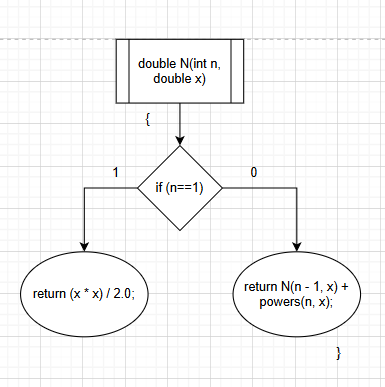 double N(int n,
double x)
{
1
0
if (n==1)
return (x * x) / 2.0;
return N(n - 1, x) +
powers(n, x);
}